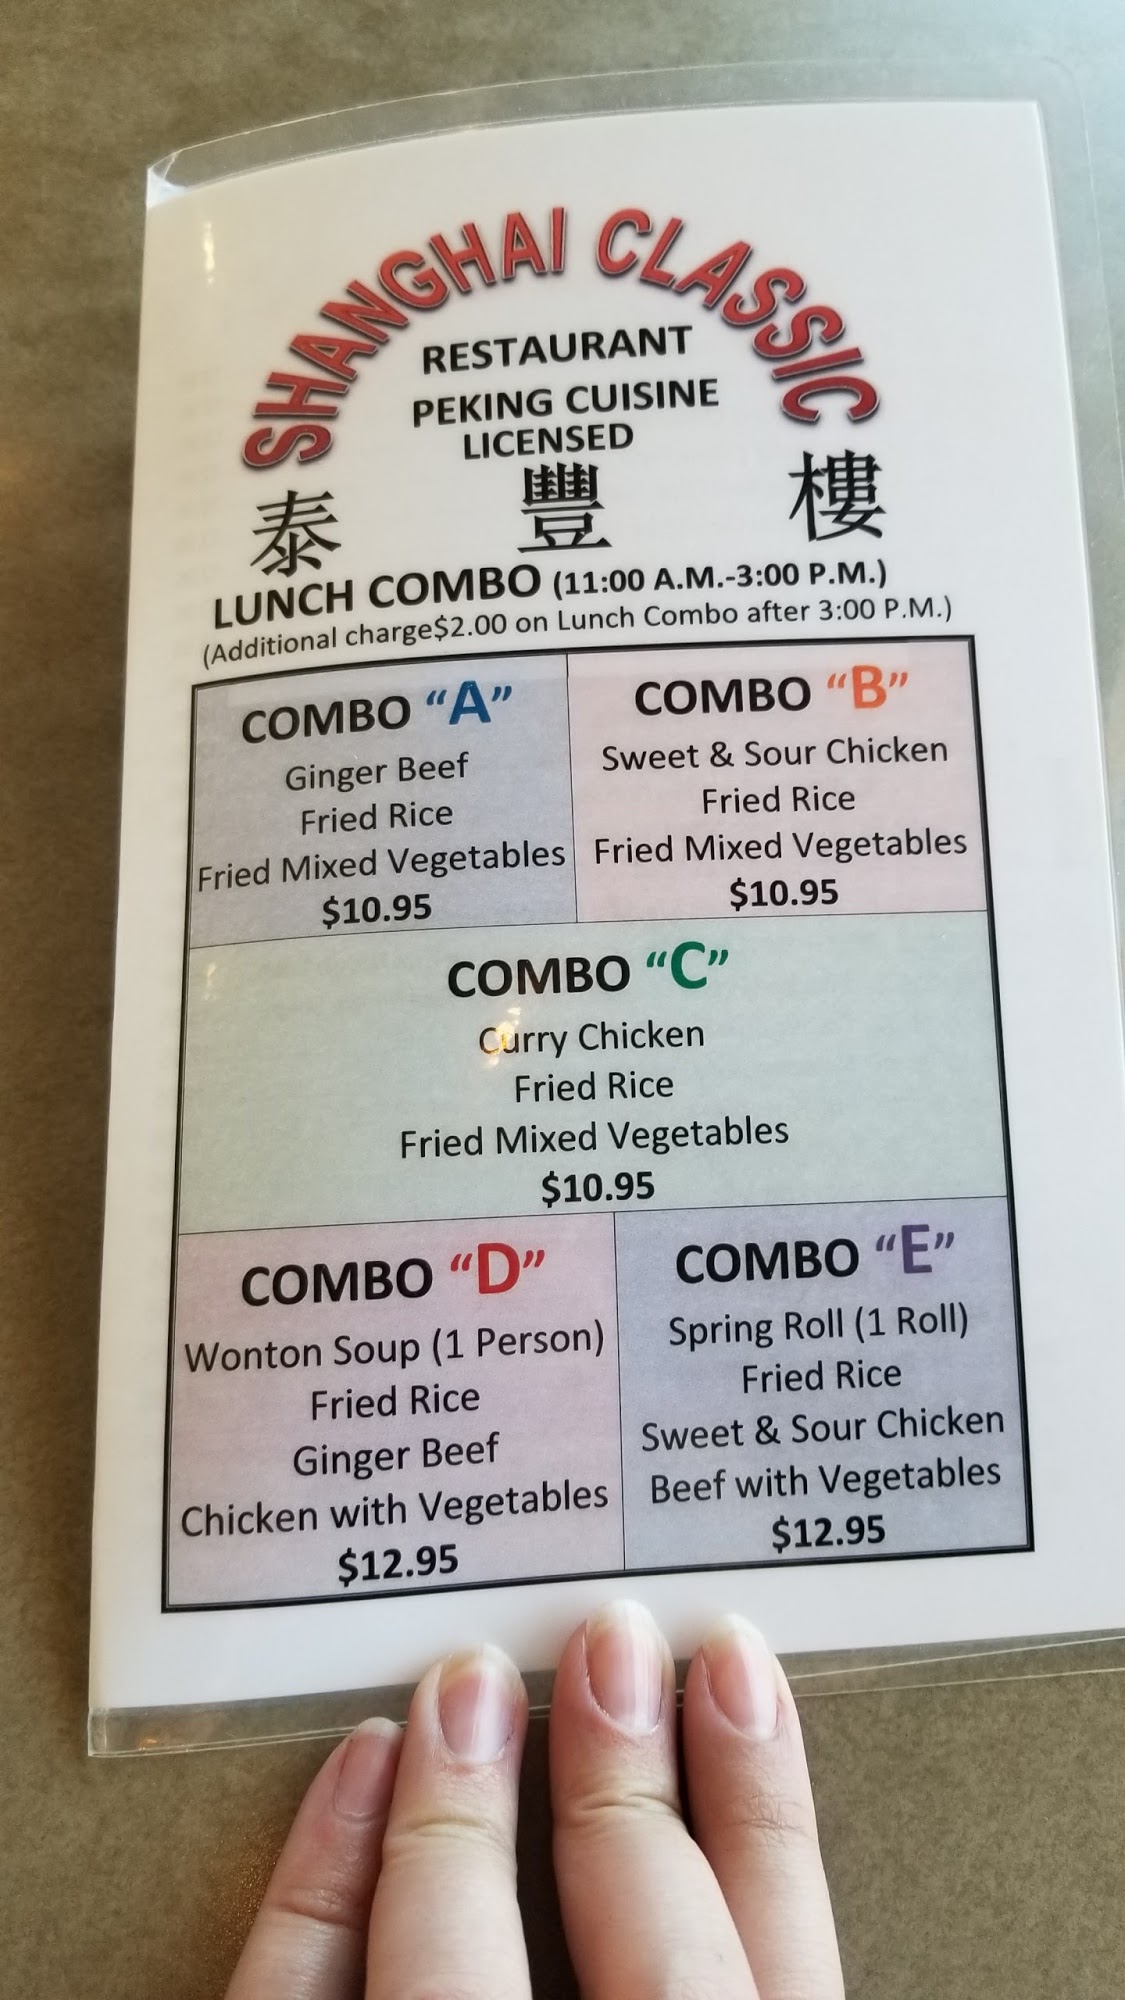 SHANGHAI CLASSIC
RESTAURANT
PEKING CUISINE
LICENSED
泰 豐 樓
LUNCH COMBO (11:00 A.M.-3:00 P.M.)
(Additional charge$2.00 on Lunch Combo after 3:00 P.M.)
COMBO “A”
Ginger Beef
Fried Rice
Fried Mixed Vegetables
$10.95
COMBO “B”
Sweet & Sour Chicken
Fried Rice
Fried Mixed Vegetables
$10.95
COMBO “C”
Curry Chicken
Fried Rice
Fried Mixed Vegetables
$10.95
COMBO “D”
Wonton Soup (1 Person)
Fried Rice
Ginger Beef
Chicken with Vegetables
$12.95
COMBO “E”
Spring Roll (1 Roll)
Fried Rice
Sweet & Sour Chicken
Beef with Vegetables
$12.95